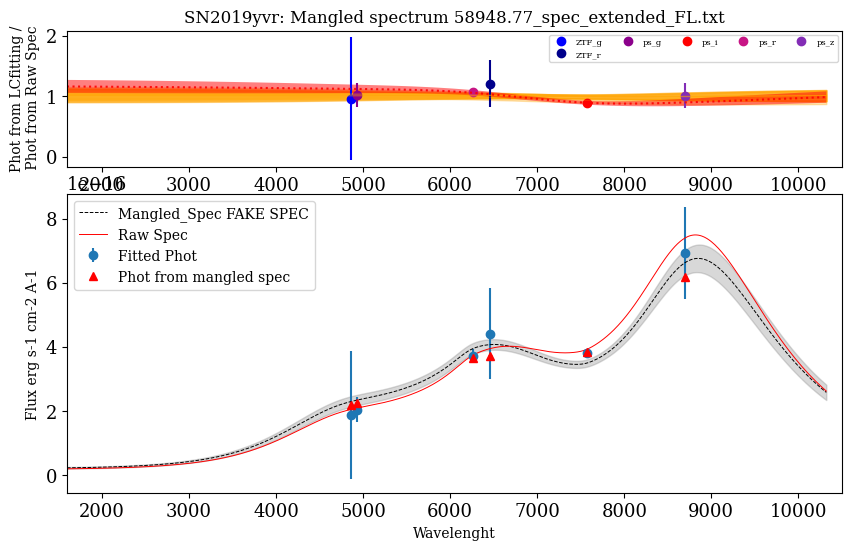 SN2019yvr: Mangled spectrum 58948.77_spec_extended_FL.txt
Phot from LCfitting /
Phot from Raw Spec
2
1
0
ZTF_g ps_g ps_i ps_r ps_z
ZTF_r
2000 3000 4000 5000 6000 7000 8000 9000 10000
1e−16
Flux erg s-1 cm-2 A-1
8
6
4
2
0
Mangled_Spec FAKE SPEC
Raw Spec
Fitted Phot
Phot from mangled spec
2000 3000 4000 5000 6000 7000 8000 9000 10000
Wavelenght